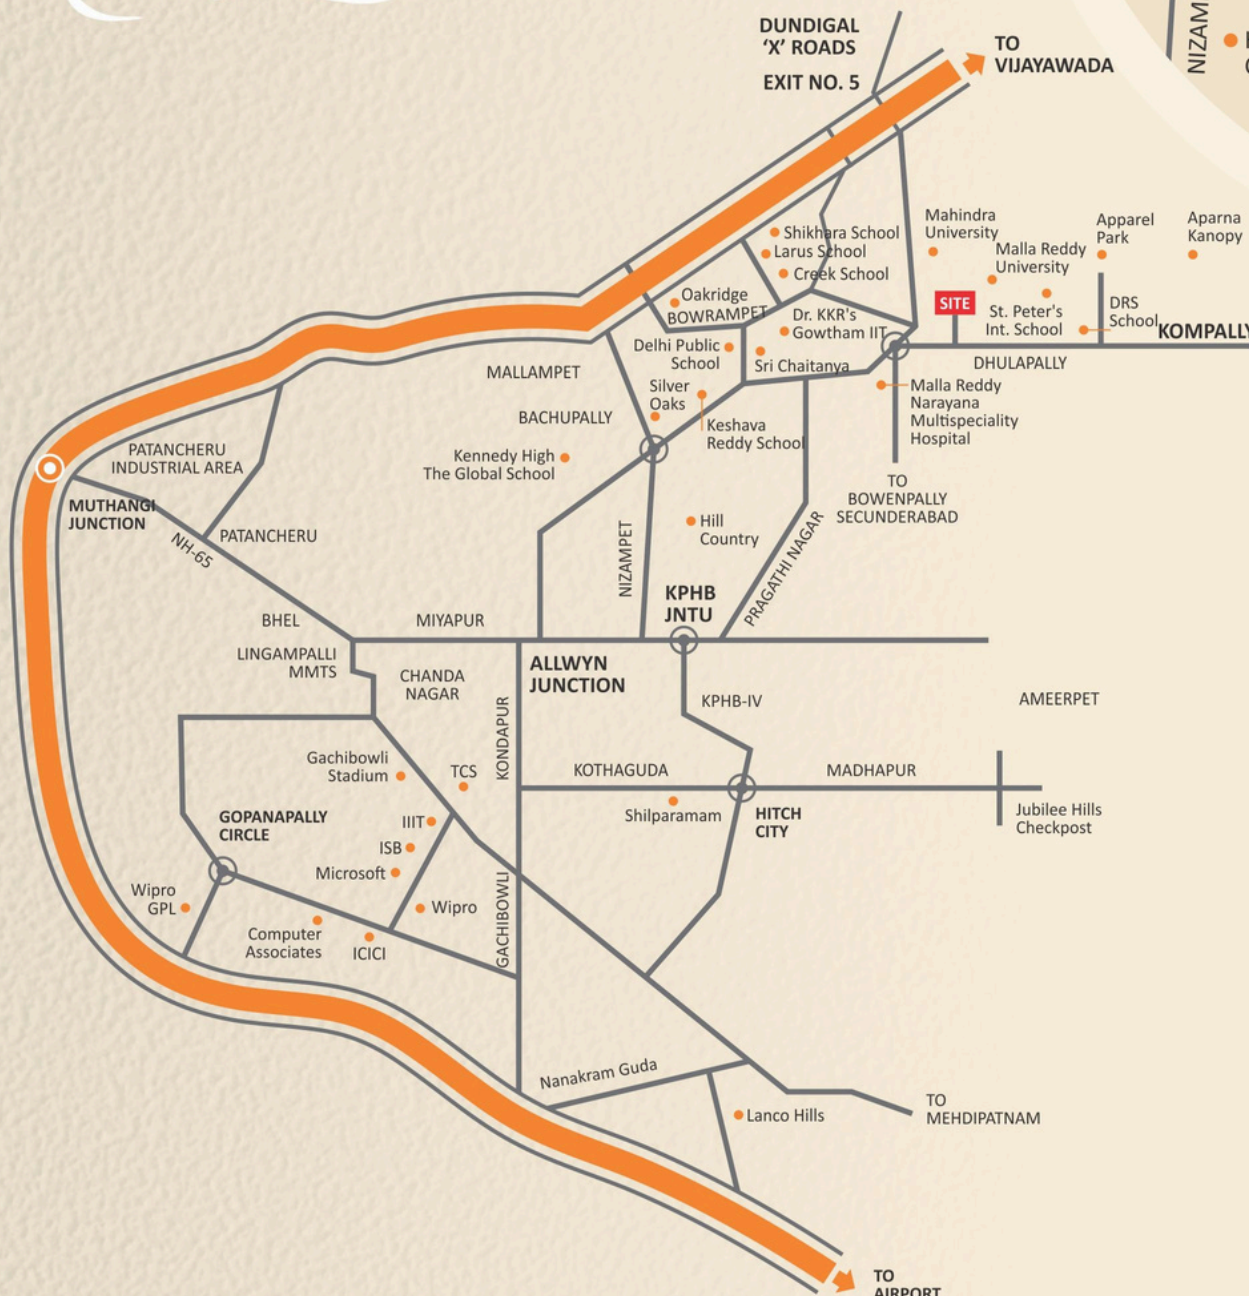 DUNDIGAL
‘X’ ROADS
EXIT NO. 5
TO
VIJAYAWADA
NIZAM
Shikhara School
Larus School
Creek School
Mahindra
University
Malla Reddy
University
Apparel
Park
Aparna
Kanopy
Oakridge
BOWRAMPET
Dr. KKR's
Gowtham IIT
SITE
St. Peter's
Int. School
DRS
School
KOMPALLY
DHULAPALLY
Delhi Public
School
Sri Chaitanya
MALLAMPET
Silver
Oaks
BACHUPALLY
Keshava
Reddy School
Malla Reddy
Narayana
Multispeciality
Hospital
Kennedy High
The Global School
PATANCHERU
INDUSTRIAL AREA
MUTHANGI
JUNCTION
NH-65
PATANCHERU
TO
BOWENPALLY
SECUNDERABAD
Hill
Country
NIZAMPET
PRAGATHI NAGAR
KPHB
JNTU
BHEL
MIYAPUR
LINGAMPALLI
MMTS
CHANDA
NAGAR
ALLWYN
JUNCTION
KPHB-IV
AMEERPET
KONDAPUR
Gachibowli
Stadium
TCS
KOTHAGUDA
MADHAPUR
Shilparamam
HITCH
CITY
Jubilee Hills
Checkpost
GOPANAPALLY
CIRCLE
IIIT
ISB
Microsoft
Wipro
GPL
Wipro
GACHIBOWLI
Computer
Associates
ICICI
Nanakram Guda
Lanco Hills
TO
MEHDIPATNAM
TO
AIRPORT